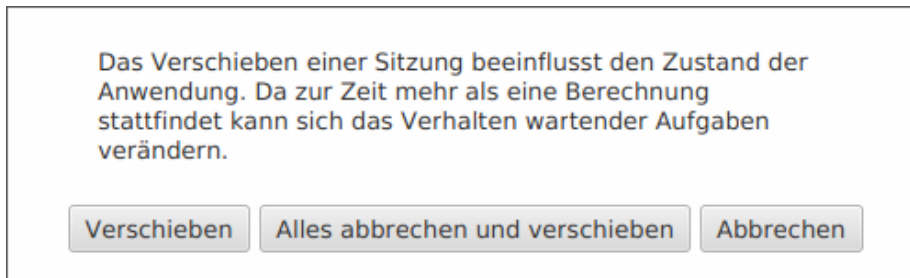 Das Verschieben einer Sitzung beeinflusst den Zustand der
Anwendung. Da zur Zeit mehr als eine Berechnung
stattfindet kann sich das Verhalten wartender Aufgaben
verändern.
Verschieben Alles abbrechen und verschieben Abbrechen